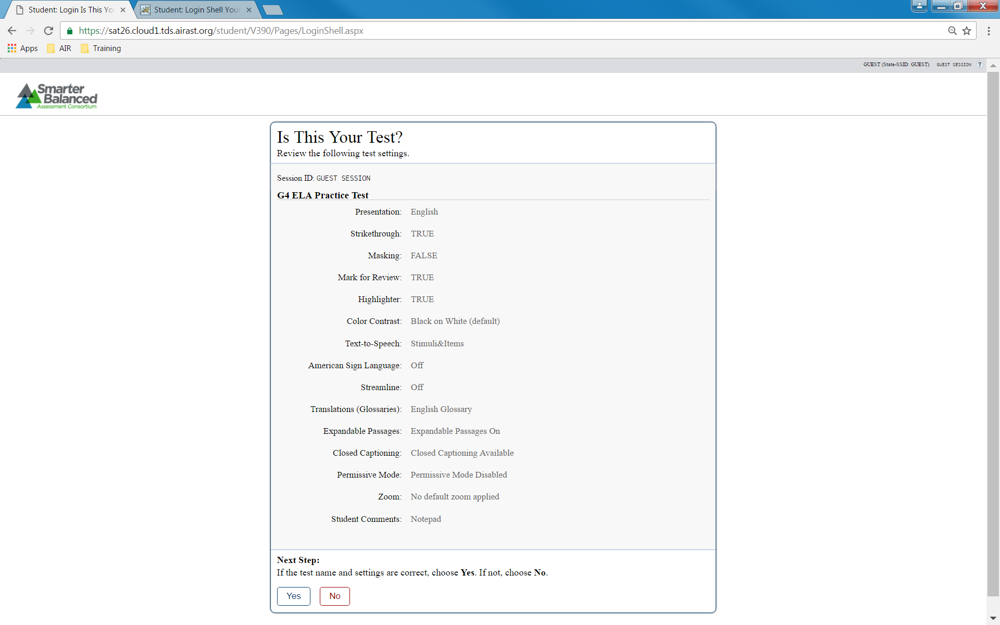 Student: Login Is This Yo
Student: Login Shell You
https://sat26.cloud1.tds.airast.org/student/V390/Pages/LoginShell.aspx
Apps AIR Training
GUEST (State-SSID: GUEST) GUEST SESSION ?
Smarter
Balanced
Assessment Consortium
Is This Your Test?
Review the following test settings.
Session ID: GUEST SESSION
G4 ELA Practice Test
Presentation: English
Strikethrough: TRUE
Masking: FALSE
Mark for Review: TRUE
Highlighter: TRUE
Color Contrast: Black on White (default)
Text-to-Speech: Stimuli&Items
American Sign Language: Off
Streamline: Off
Translations (Glossaries): English Glossary
Expandable Passages: Expandable Passages On
Closed Captioning: Closed Captioning Available
Permissive Mode: Permissive Mode Disabled
Zoom: No default zoom applied
Student Comments: Notepad
Next Step:
If the test name and settings are correct, choose Yes. If not, choose No.
Yes No